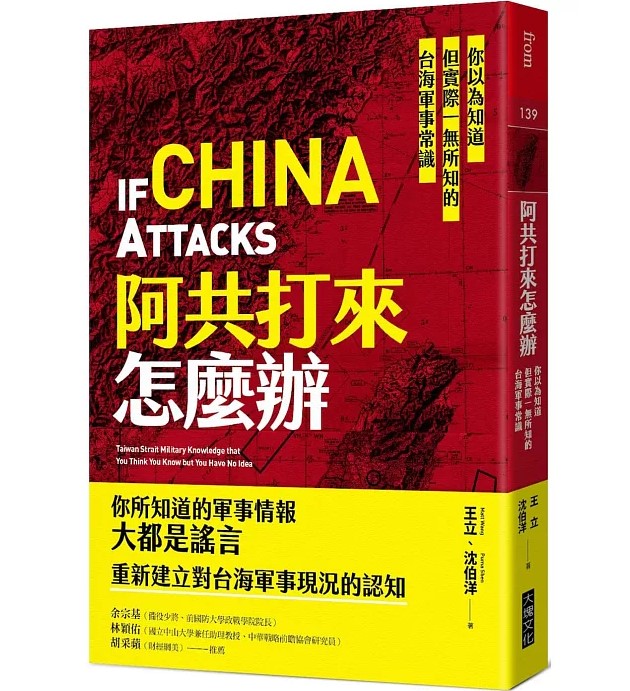 你以為知道
但實際一無所知的
台海軍事常識
IF CHINA
ATTACKS
阿共打來
怎麼辦
Taiwan Strait Military Knowledge that
You Think You Know but You Have No Idea
你所知道的軍事情報
大都是謠言
重新建立對台海軍事現況的認知
王立、沈伯洋 著
Matt Wang
Puma Shen
余宗基（備役少將、前國防大學政戰學院院長）
林穎佑（國立中山大學兼任助理教授、中華戰略前瞻協會研究員）
胡采蘋（財經網美）——推薦
from
139
阿共打來怎麼辦
你以為知道
但實際一無所知的
台海軍事常識
王立
沈伯洋
著
大塊文化